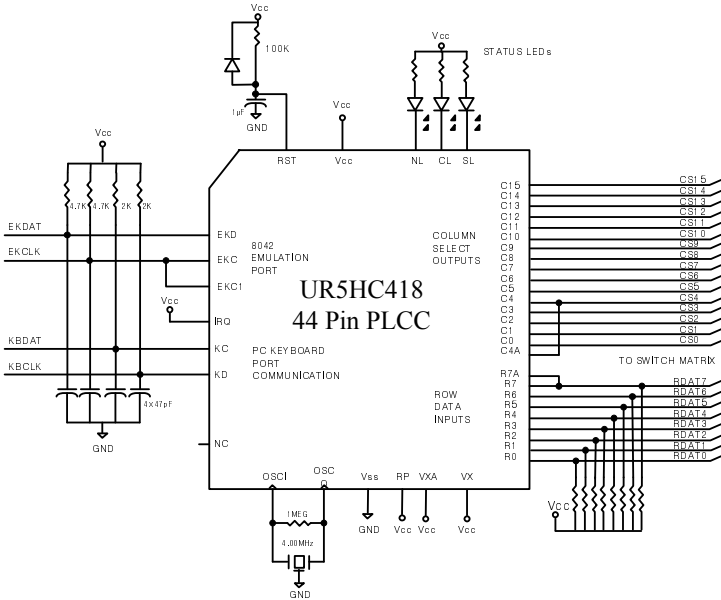 Vcc
100K
1µF
GND
Vcc
Vcc
STATUS LEDs
Vcc
4.7K
4.7K
2K
2K
RST
Vcc
NL
CL
SL
EKDAT
EKCLK
Vcc
KBDAT
KBCLK
4×47pF
GND
EKD
EKC
EKC1
IRQ
KC
KD
NC
8042
EMULATION
PORT
PC KEYBOARD
PORT
COMMUNICATION
UR5HC418
44 Pin PLCC
COLUMN
SELECT
OUTPUTS
ROW
DATA
INPUTS
C15
C14
C13
C12
C11
C10
C9
C8
C7
C6
C5
C4
C3
C2
C1
C0
C4A
R7A
R7
R6
R5
R4
R3
R2
R1
R0
CS15
CS14
CS13
CS12
CS11
CS10
CS9
CS8
CS7
CS6
CS5
CS4
CS3
CS2
CS1
CS0
TO SWITCH MATRIX
RDAT7
RDAT6
RDAT5
RDAT4
RDAT3
RDAT2
RDAT1
RDAT0
Vcc
OSCI
OSC
O
Vss
RP
VXA
VX
1MEG
4.00MHz
GND
GND
Vcc
Vcc
Vcc